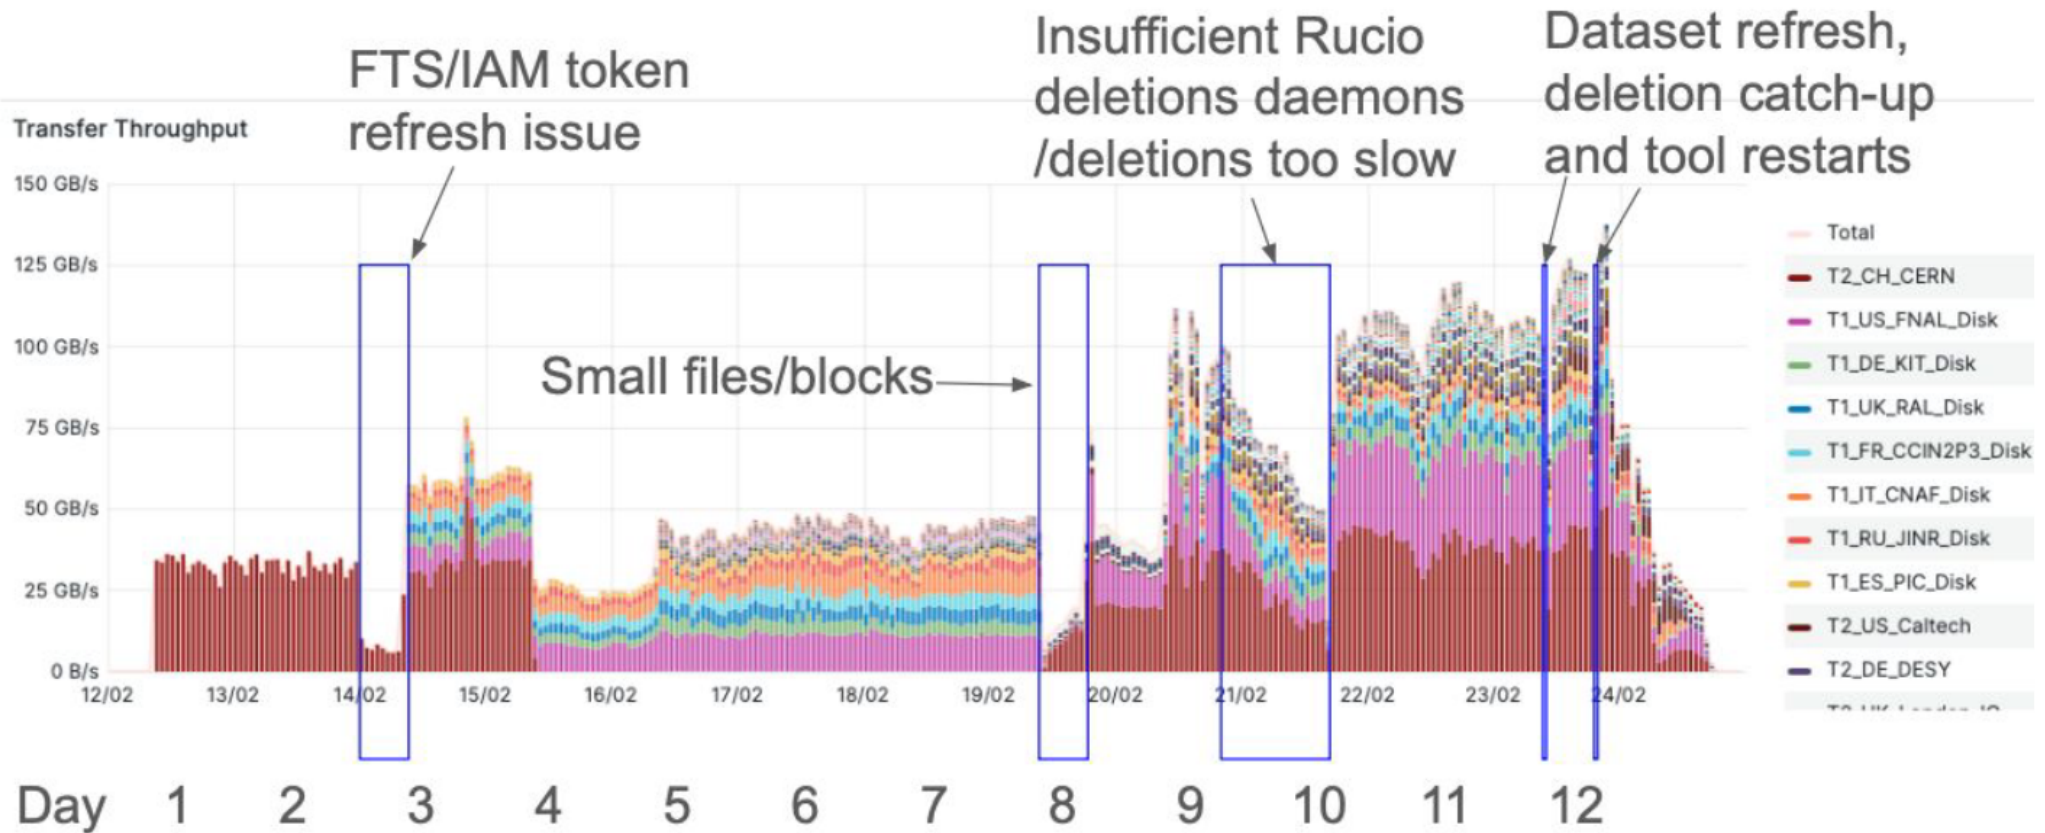 FTS/IAM token
refresh issue
Insufficient Rucio
deletions daemons
/deletions too slow
Dataset refresh,
deletion catch-up
and tool restarts
Transfer Throughput
150 GB/s
125 GB/s
100 GB/s
75 GB/s
50 GB/s
25 GB/s
0 B/s
Small files/blocks
12/02 13/02 14/02 15/02 16/02 17/02 18/02 19/02 20/02 21/02 22/02 23/02 24/02
Total
T2_CH_CERN
T1_US_FNAL_Disk
T1_DE_KIT_Disk
T1_UK_RAL_Disk
T1_FR_CCIN2P3_Disk
T1_IT_CNAF_Disk
T1_RU_JINR_Disk
T1_ES_PIC_Disk
T2_US_Caltech
T2_DE_DESY
Day 1 2 3 4 5 6 7 8 9 10 11 12